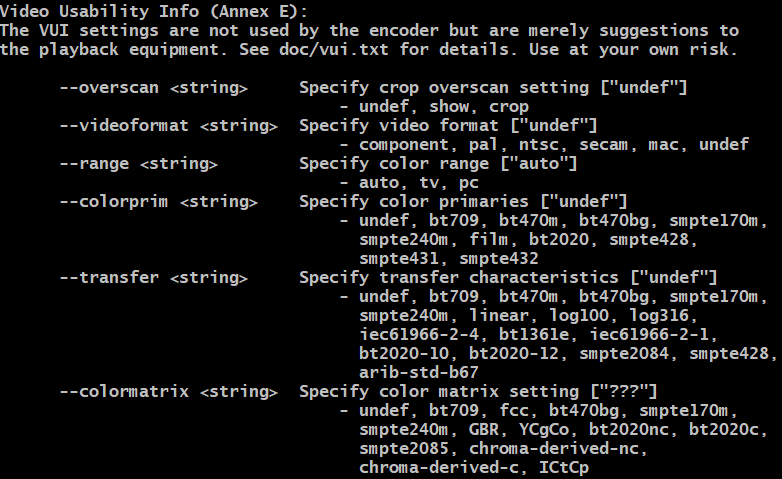 Video Usability Info (Annex E):
The VUI settings are not used by the encoder but are merely suggestions to
the playback equipment. See doc/vui.txt for details. Use at your own risk.
--overscan <string> Specify crop overscan setting ["undef"]
- undef, show, crop
--videoformat <string> Specify video format ["undef"]
- component, pal, ntsc, secam, mac, undef
--range <string> Specify color range ["auto"]
- auto, tv, pc
--colorprim <string> Specify color primaries ["undef"]
- undef, bt709, bt470m, bt470bg, smpte170m,
smpte240m, film, bt2020, smpte428,
smpte431, smpte432
--transfer <string> Specify transfer characteristics ["undef"]
- undef, bt709, bt470m, bt470bg, smpte170m,
smpte240m, linear, log100, log316,
iec61966-2-4, bt1361e, iec61966-2-1,
bt2020-10, bt2020-12, smpte2084, smpte428,
arib-std-b67
--colormatrix <string> Specify color matrix setting ["???"]
- undef, bt709, fcc, bt470bg, smpte170m,
smpte240m, GBR, YCgCo, bt2020nc, bt2020c,
smpte2085, chroma-derived-nc,
chroma-derived-c, ICtCp